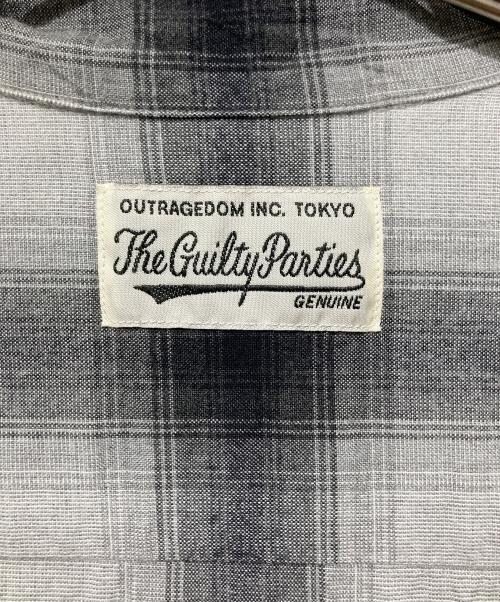 OUTRAGEDOM INC. TOKYO
The Guilty Parties
GENUINE